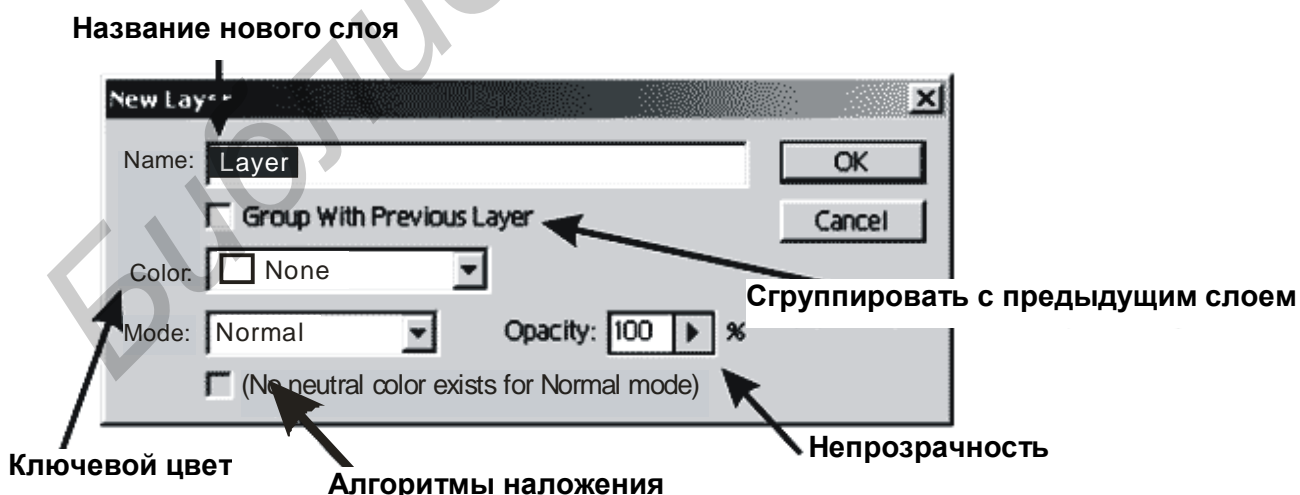 Название нового слоя
New Lay
Name: Layer OK
Group With Previous Layer Cancel
Color: None
Сгруппировать с предыдущим слоем
Mode: Normal Opacity: 100 %
(No neutral color exists for Normal mode)
Непрозрачность
Ключевой цвет
Алгоритмы наложения